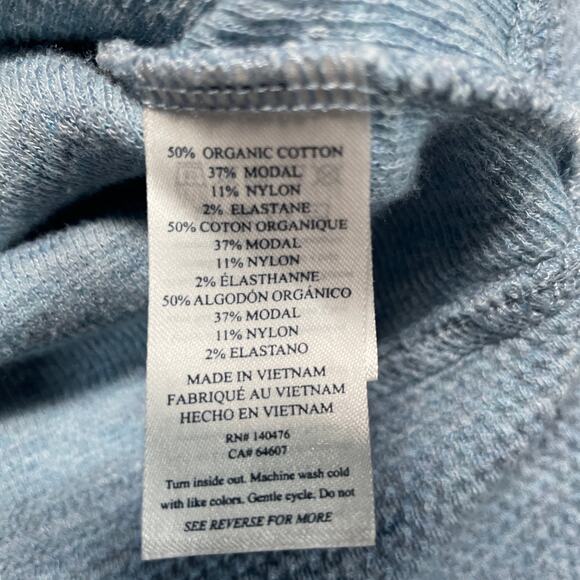 50% ORGANIC COTTON
37% MODAL
11% NYLON
2% ELASTANE
50% COTON ORGANIQUE
37% MODAL
11% NYLON
2% ÉLASTHANNE
50% ALGODÓN ORGÁNICO
37% MODAL
11% NYLON
2% ELASTANO
MADE IN VIETNAM
FABRIQUÉ AU VIETNAM
HECHO EN VIETNAM
RN# 140476
CA# 64607
Turn inside out. Machine wash cold
with like colors. Gentle cycle. Do not
SEE REVERSE FOR MORE